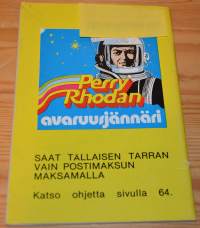 Perry
Rhodan
avaruusjännäri
SAAT TALLAISEN TARRAN
VAIN POSTIMAKSUN
MAKSAMALLA
Katso ohjetta sivulla 64.